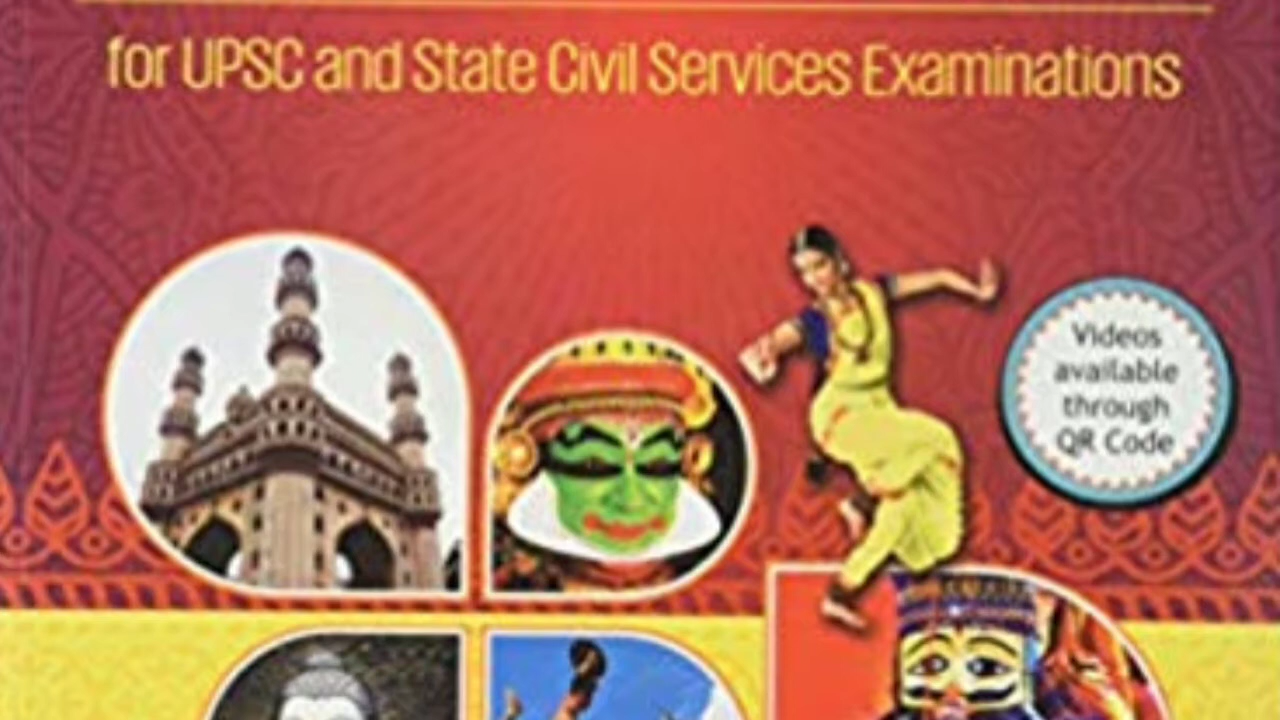 for UPSC and State Civil Services Examinations
Videos
available
through
QR Code